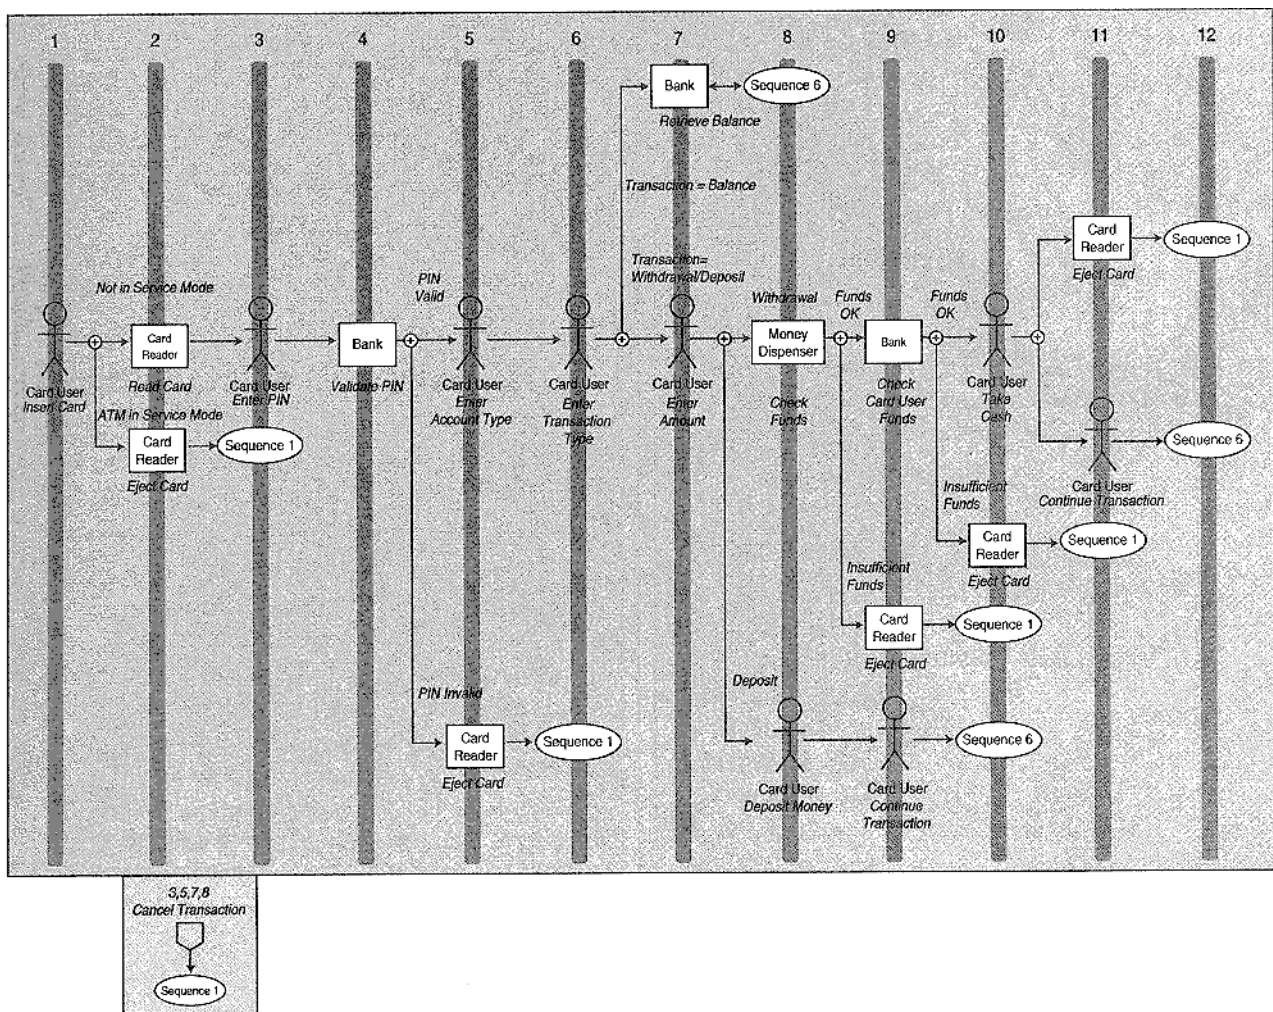 1 2 3 4 5 6 7 8 9 10 11 12
Bank
Sequence 6
Retrieve Balance
Transaction = Balance
Card
Reader
Sequence 1
Eject Card
Transaction=
Withdrawal/Deposit
Not in Service Mode
PIN
Valid
Withdrawal
Funds
OK
Funds
OK
Card
Reader
Bank
Money
Dispenser
Bank
Card User
Insert Card
Read Card
Card User
Enter PIN
Validate PIN
Card User
Enter
Account Type
Card User
Enter
Transaction
Type
Card User
Enter
Amount
Check
Funds
Check
Card User
Funds
Card User
Take
Cash
ATM in Service Mode
Card
Reader
Sequence 1
Eject Card
Sequence 6
Card User
Continue Transaction
Insufficient
Funds
Card
Reader
Sequence 1
Eject Card
Insufficient
Funds
Card
Reader
Sequence 1
Eject Card
PIN Invalid
Card
Reader
Sequence 1
Eject Card
Deposit
Sequence 6
Card User
Deposit Money
Card User
Continue
Transaction
3,5,7,8
Cancel Transaction
Sequence 1